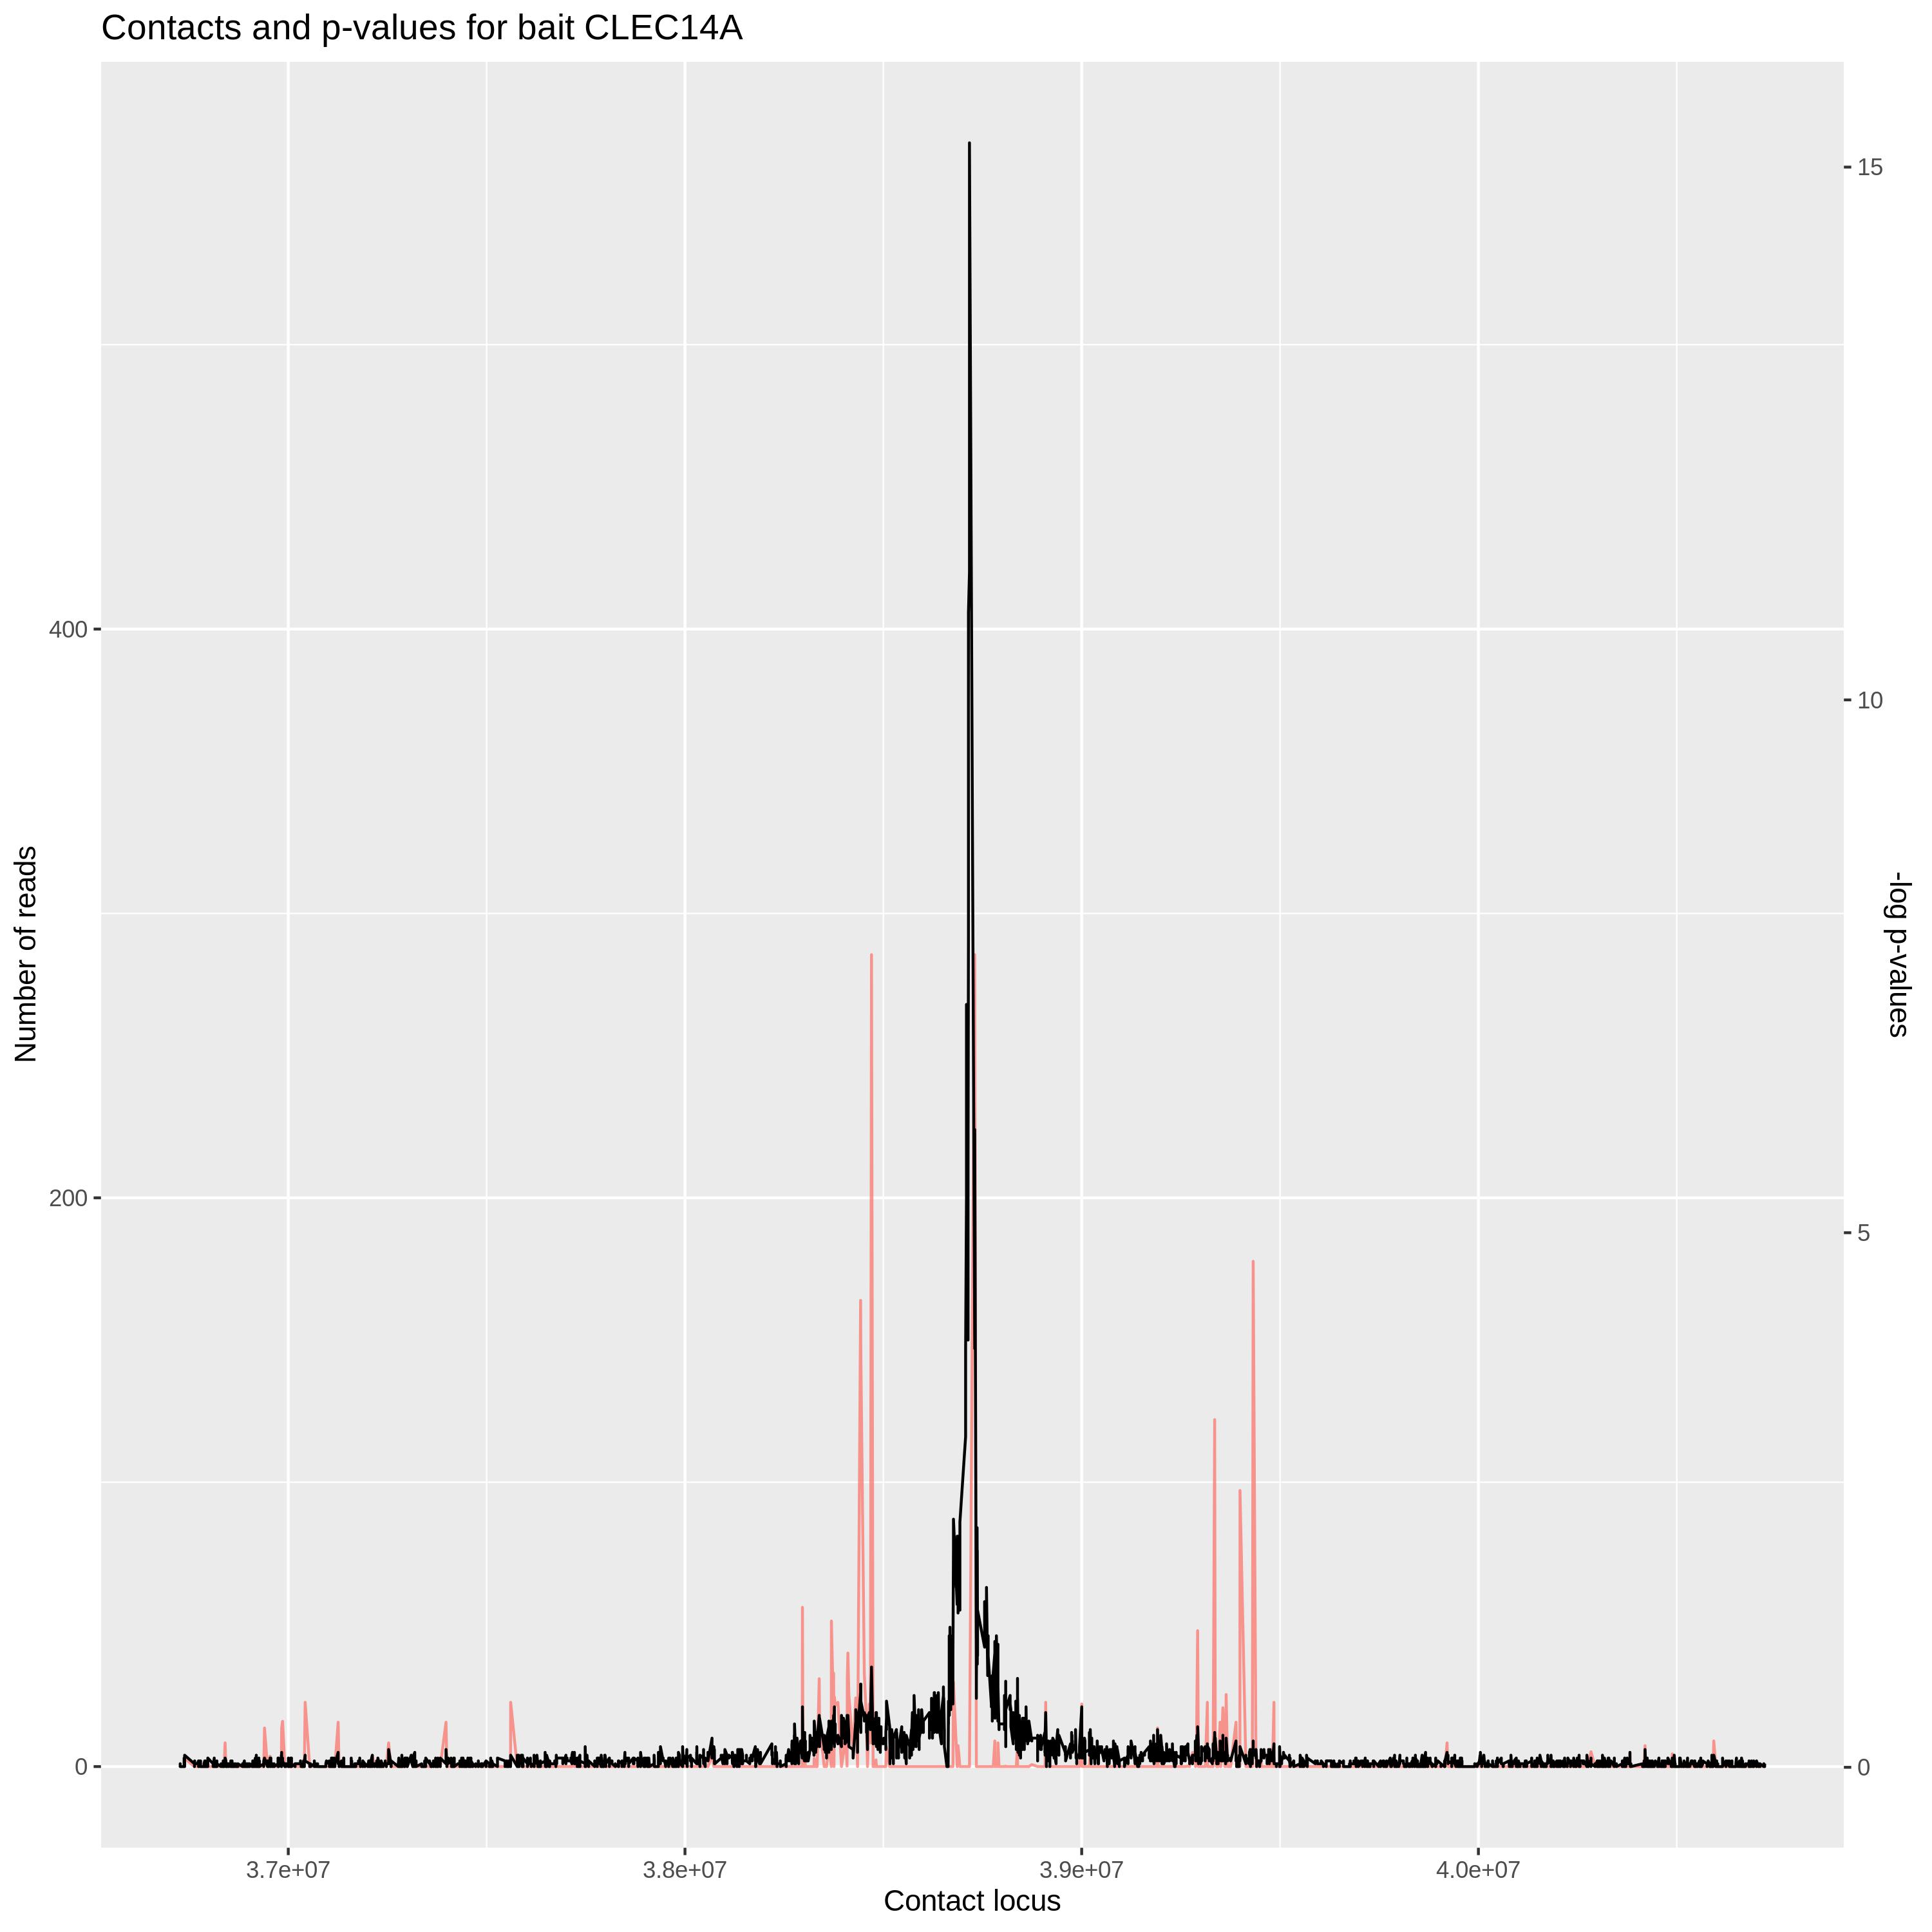 Contacts and p-values for bait CLEC14A
Number of reads
400
200
0
15
10
5
0
-log p-values
3.7e+07 3.8e+07 3.9e+07 4.0e+07
Contact locus